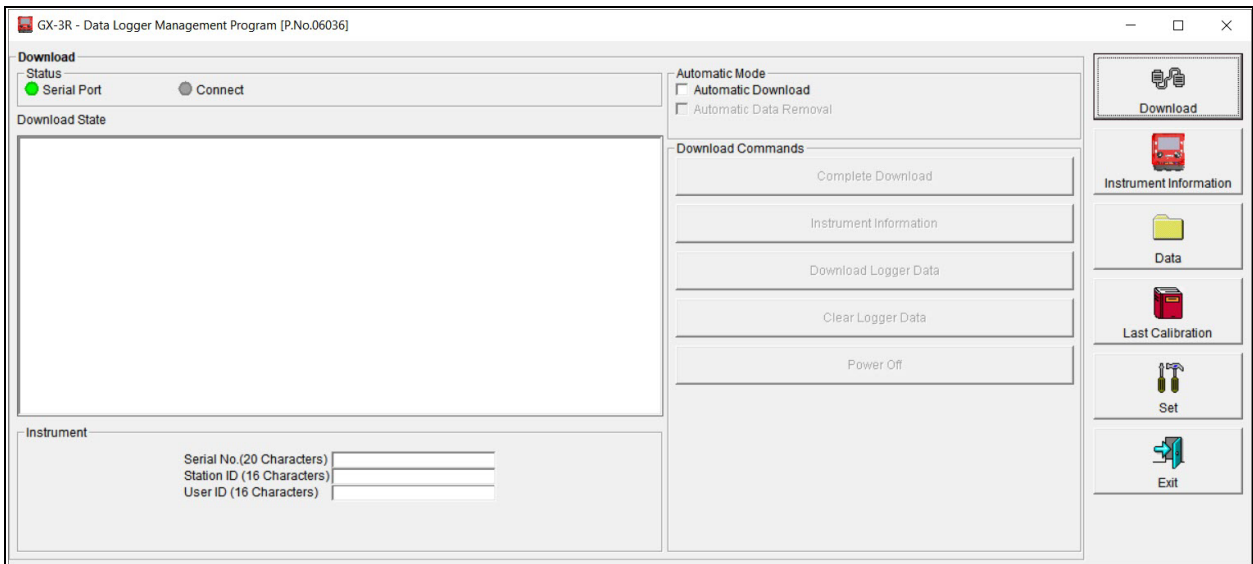 GX-3R - Data Logger Management Program [P.No.06036]
Download
Status
Serial Port
Connect
Download State
Instrument
Serial No.(20 Characters)
Station ID (16 Characters)
User ID (16 Characters)
Automatic Mode
Automatic Download
Automatic Data Removal
Download Commands
Complete Download
Instrument Information
Download Logger Data
Clear Logger Data
Power Off
Download
Instrument Information
Data
Last Calibration
Set
Exit